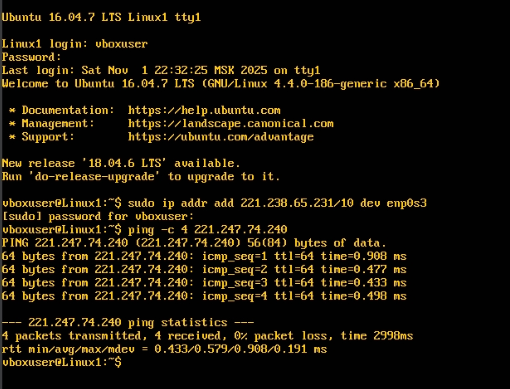 Ubuntu 16.04.7 LTS Linux1 tty1
Linux1 login: vboxuser
Password:
Last login: Sat Nov  1 22:32:25 MSK 2025 on tty1
Welcome to Ubuntu 16.04.7 LTS (GNU/Linux 4.4.0-186-generic x86_64)
 * Documentation:  https://help.ubuntu.com
 * Management:     https://landscape.canonical.com
 * Support:        https://ubuntu.com/advantage
New release '18.04.6 LTS' available.
Run 'do-release-upgrade' to upgrade to it.
vboxuser@Linux1:~$ sudo ip addr add 221.238.65.231/10 dev enp0s3
[sudo] password for vboxuser:
vboxuser@Linux1:~$ ping -c 4 221.247.74.240
PING 221.247.74.240 (221.247.74.240) 56(84) bytes of data.
64 bytes from 221.247.74.240: icmp_seq=1 ttl=64 time=0.908 ms
64 bytes from 221.247.74.240: icmp_seq=2 ttl=64 time=0.477 ms
64 bytes from 221.247.74.240: icmp_seq=3 ttl=64 time=0.433 ms
64 bytes from 221.247.74.240: icmp_seq=4 ttl=64 time=0.498 ms
--- 221.247.74.240 ping statistics ---
4 packets transmitted, 4 received, 0% packet loss, time 2998ms
rtt min/avg/max/mdev = 0.433/0.579/0.908/0.191 ms
vboxuser@Linux1:~$